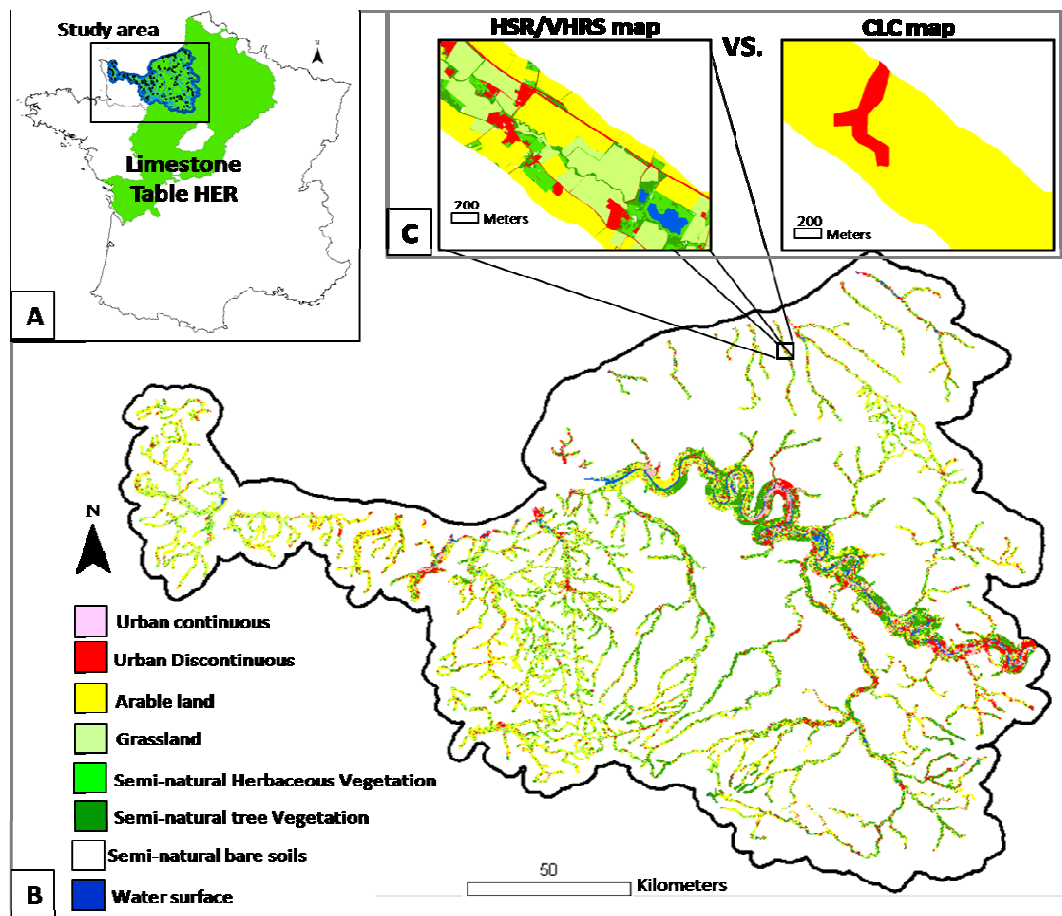 Study area
N
Limestone
Table HER
A
HSR/VHRS map
VS.
CLC map
200
Meters
C
200
Meters
N
Urban continuous
Urban Discontinuous
Arable land
Grassland
Semi-natural Herbaceous Vegetation
Semi-natural tree Vegetation
Semi-natural bare soils
Water surface
B
50
Kilometers